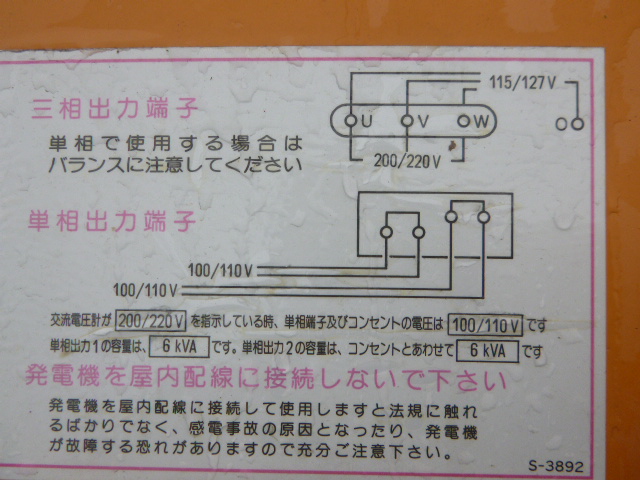 三相出力端子
単相で使用する場合は
バランスに注意してください
115/127V
U V W O
200/220V
単相出力端子
100/110V
100/110V
交流電圧計が 200/220V を指示している時、単相端子及びコンセントの電圧は 100/110V です
単相出力1の容量は、 6kVA です。単相出力2の容量は、コンセントとあわせて 6kVA です
発電機を屋内配線に接続しないで下さい
発電機を屋内配線に接続して使用しますと法規に触れ
るばかりでなく、感電事故の原因となったり、発電機
が故障する恐れがありますので充分ご注意下さい。
S-3892